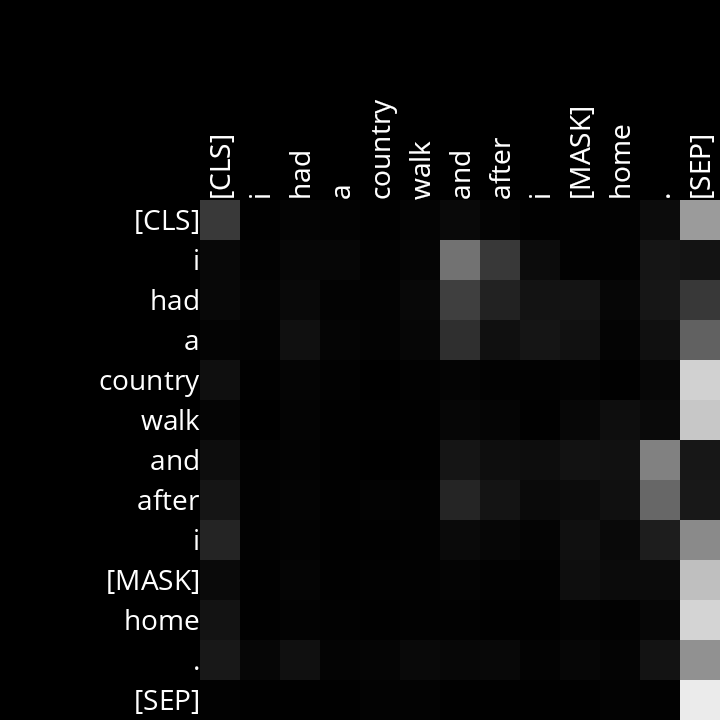 [CLS] i had a country walk and after i [MASK] home . [SEP]
[CLS]
i
had
a
country
walk
and
after
i
[MASK]
home
.
[SEP]